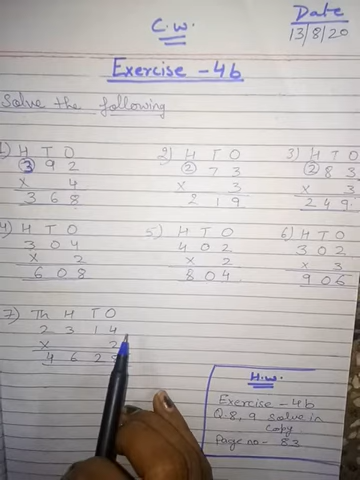 C.W.
Date
13/8/20
Exercise - 4b
Solve the following
1) H T O
③ 9 2
x 4
3 6 8
2) H T O
② 7 3
x 3
2 1 9
3) H T O
② 8 3
x 3
2 4 9
4) H T O
3 0 4
x 2
6 0 8
5) H T O
4 0 2
x 2
8 0 4
6) H T O
3 0 2
x 3
9 0 6
7) Th H T O
2 3 1 4
x 2
4 6 2 8
H.W.
Exercise - 4b
Q.8, 9 Solve in
copy
Page no - 83